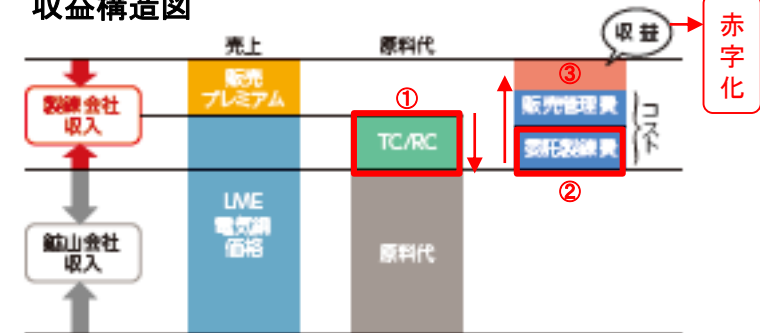 収益構造図
売上
原料代
収益
赤字化
販売
プレミアム
①
③
製錬会社
収入
販売管理費
コスト
TC/RC
委託製錬費
②
LME
電気銅
価格
鉱山会社
収入
原料代